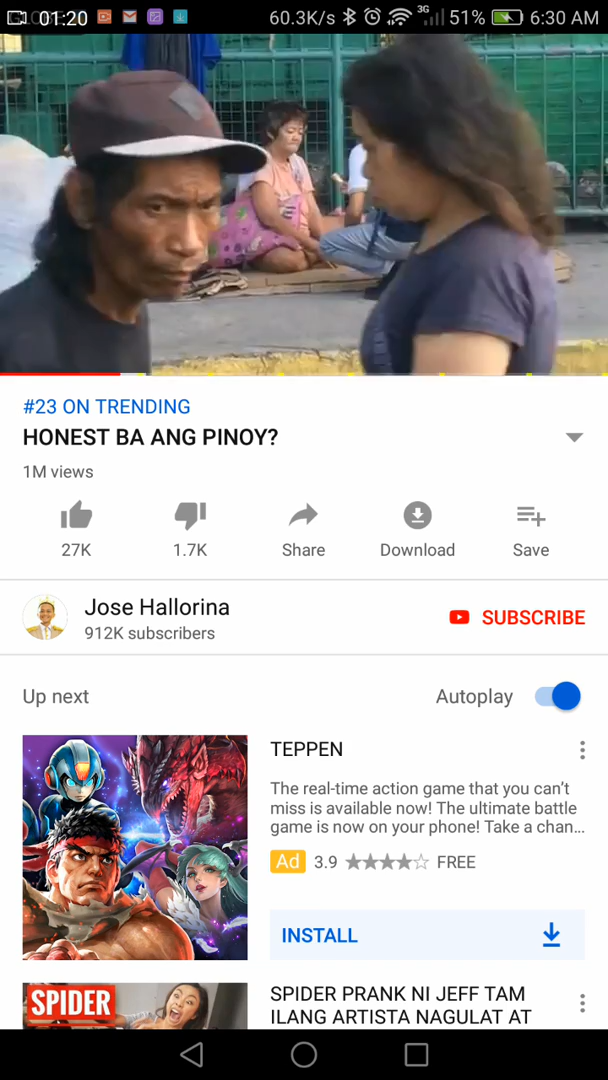 01:20
60.3K/s
3G
51%
6:30 AM
#23 ON TRENDING
HONEST BA ANG PINOY?
1M views
27K
1.7K
Share
Download
Save
Jose Hallorina
912K subscribers
SUBSCRIBE
Up next
Autoplay
TEPPEN
The real-time action game that you can't
miss is available now! The ultimate battle
game is now on your phone! Take a chan...
Ad 3.9 FREE
INSTALL
SPIDER
SPIDER PRANK NI JEFF TAM
ILANG ARTISTA NAGULAT AT